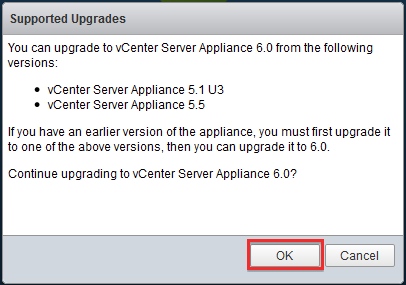 Supported Upgrades
You can upgrade to vCenter Server Appliance 6.0 from the following
versions:
• vCenter Server Appliance 5.1 U3
• vCenter Server Appliance 5.5
If you have an earlier version of the appliance, you must first upgrade it
to one of the above versions, then you can upgrade it to 6.0.
Continue upgrading to vCenter Server Appliance 6.0?
OK
Cancel